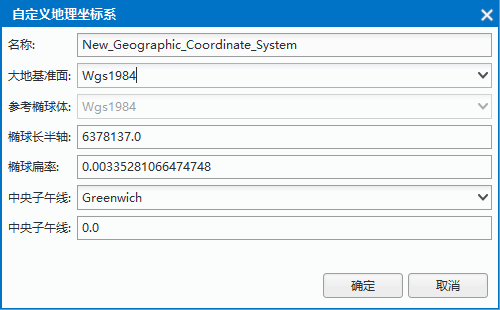 自定义地理坐标系
名称: New_Geographic_Coordinate_System
大地基准面: Wgs1984
参考椭球体: Wgs1984
椭球长半轴: 6378137.0
椭球扁率: 0.00335281066474748
中央子午线: Greenwich
中央子午线: 0.0
确定 取消